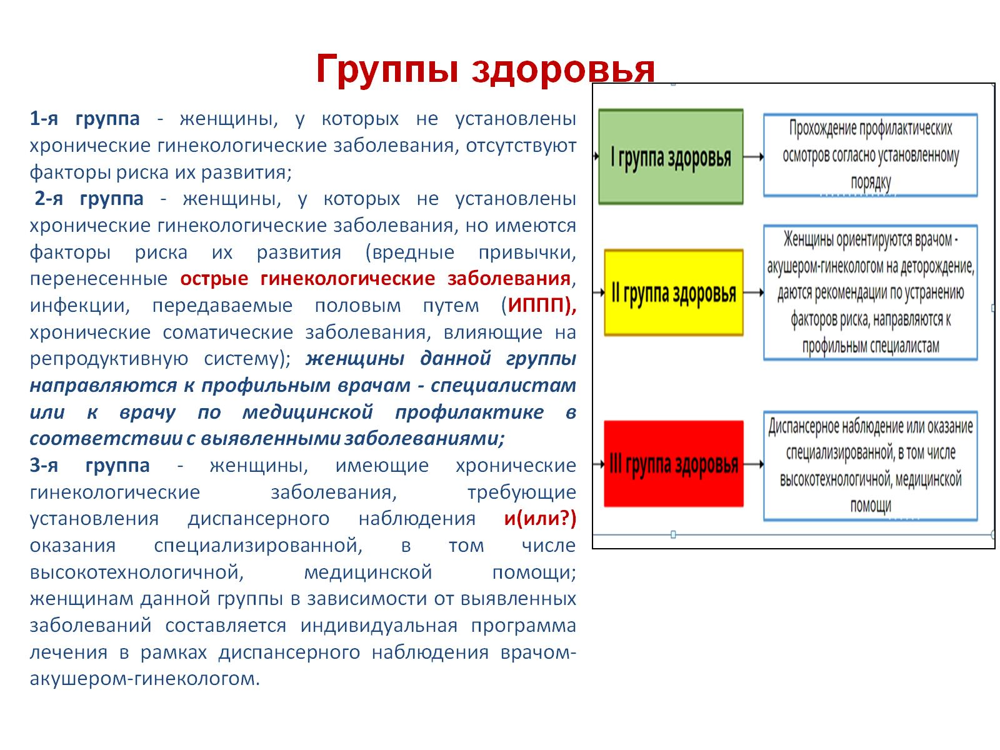 Группы здоровья
1-я группа - женщины, у которых не установлены
хронические гинекологические заболевания, отсутствуют
факторы риска их развития;
2-я группа - женщины, у которых не установлены
хронические гинекологические заболевания, но имеются
факторы риска их развития (вредные привычки,
перенесенные острые гинекологические заболевания,
инфекции, передаваемые половым путем (ИППП),
хронические соматические заболевания, влияющие на
репродуктивную систему); женщины данной группы
направляются к профильным врачам - специалистам
или к врачу по медицинской профилактике в
соответствии с выявленными заболеваниями;
3-я группа - женщины, имеющие хронические
гинекологические заболевания, требующие
установления диспансерного наблюдения и(или?)
оказания специализированной, в том числе
высокотехнологичной, медицинской помощи;
женщинам данной группы в зависимости от выявленных
заболеваний составляется индивидуальная программа
лечения в рамках диспансерного наблюдения врачом-
акушером-гинекологом.
I группа здоровья
Прохождение профилактических
осмотров согласно установленному
порядку
II группа здоровья
Женщины ориентируются врачом -
акушером-гинекологом на деторождение,
даются рекомендации по устранению
факторов риска, направляются к
профильным специалистам
III группа здоровья
Диспансерное наблюдение или оказание
специализированной, в том числе
высокотехнологичной, медицинской
помощи